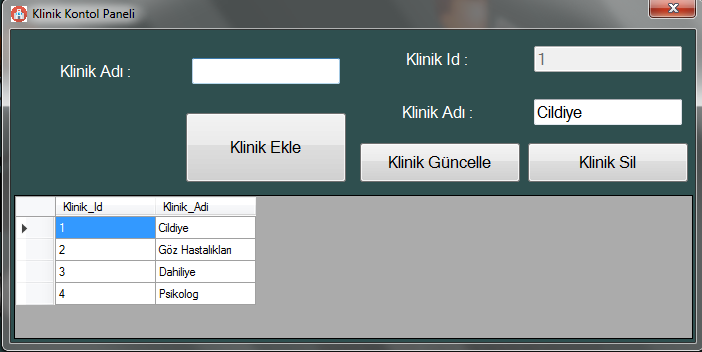 Klinik Kontol Paneli
Klinik Adı :
Klinik Id : 1
Klinik Adı : Cildiye
Klinik Ekle
Klinik Güncelle
Klinik Sil
Klinik_Id Klinik_Adi
1 Cildiye
2 Göz Hastalıkları
3 Dahiliye
4 Psikolog